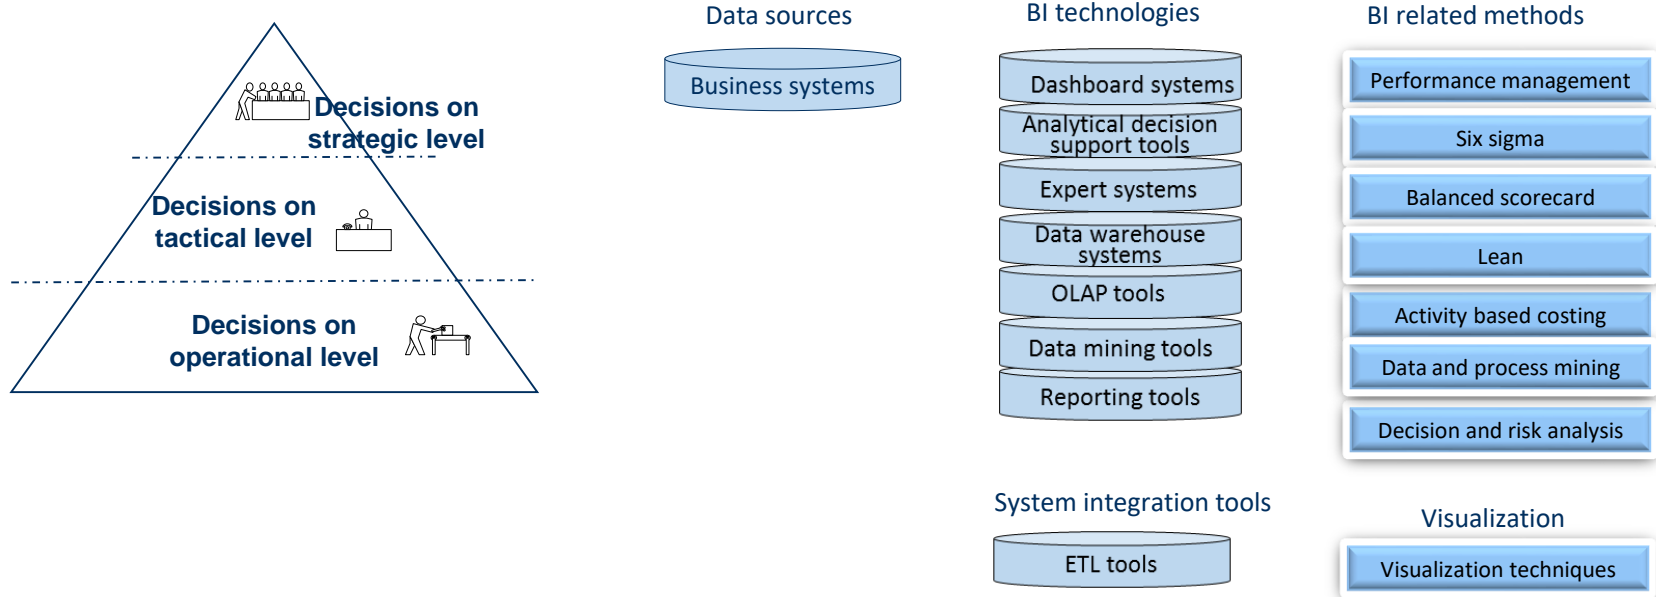 Decisions on
strategic level
Decisions on
tactical level
Decisions on
operational level
Data sources
Business systems
BI technologies
Dashboard systems
Analytical decision
support tools
Expert systems
Data warehouse
systems
OLAP tools
Data mining tools
Reporting tools
System integration tools
ETL tools
BI related methods
Performance management
Six sigma
Balanced scorecard
Lean
Activity based costing
Data and process mining
Decision and risk analysis
Visualization
Visualization techniques